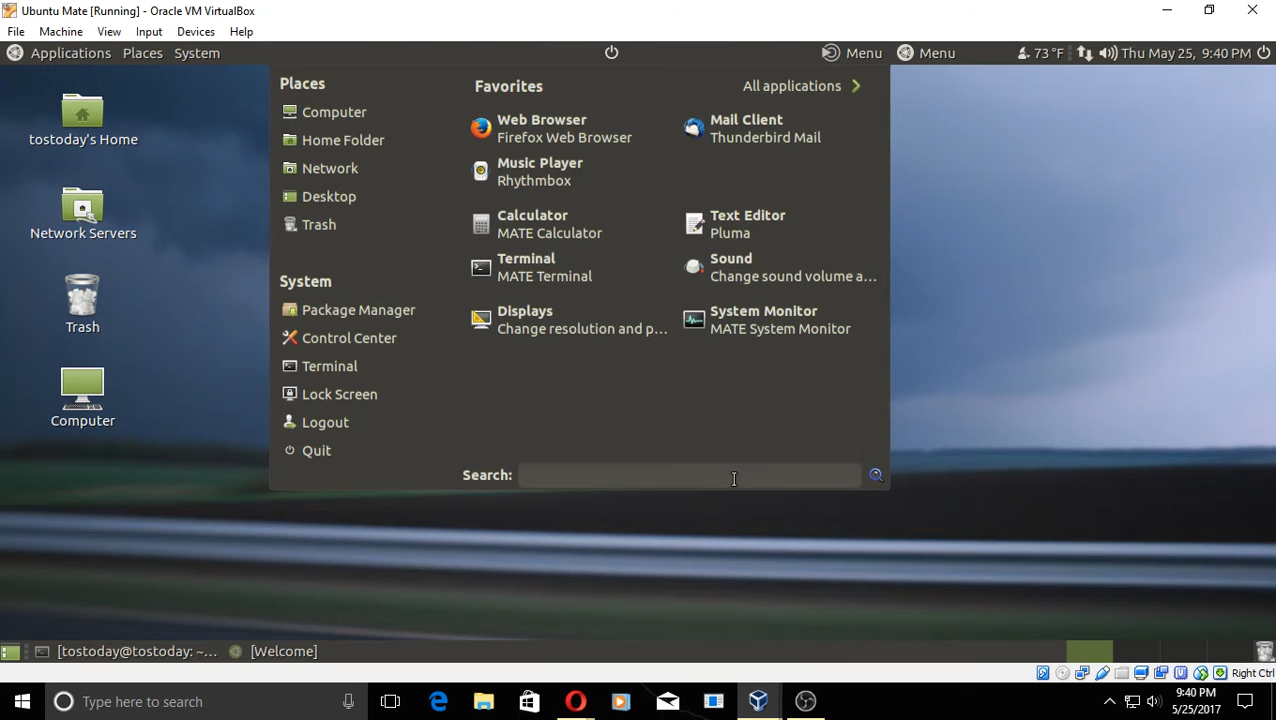 Ubuntu Mate [Running] - Oracle VM VirtualBox
File Machine View Input Devices Help
Applications Places System Menu Menu 73 °F Thu May 25, 9:40 PM
tostoday's Home
Network Servers
Trash
Computer
Places
Computer
Home Folder
Network
Desktop
Trash
System
Package Manager
Control Center
Terminal
Lock Screen
Logout
Quit
Favorites All applications
Web Browser
Firefox Web Browser
Mail Client
Thunderbird Mail
Music Player
Rhythmbox
Calculator
MATE Calculator
Text Editor
Pluma
Terminal
MATE Terminal
Sound
Change sound volume a...
Displays
Change resolution and p...
System Monitor
MATE System Monitor
Search:
[tostoday@tostoday: ~... [Welcome]
Right Ctrl
Type here to search
9:40 PM
5/25/2017